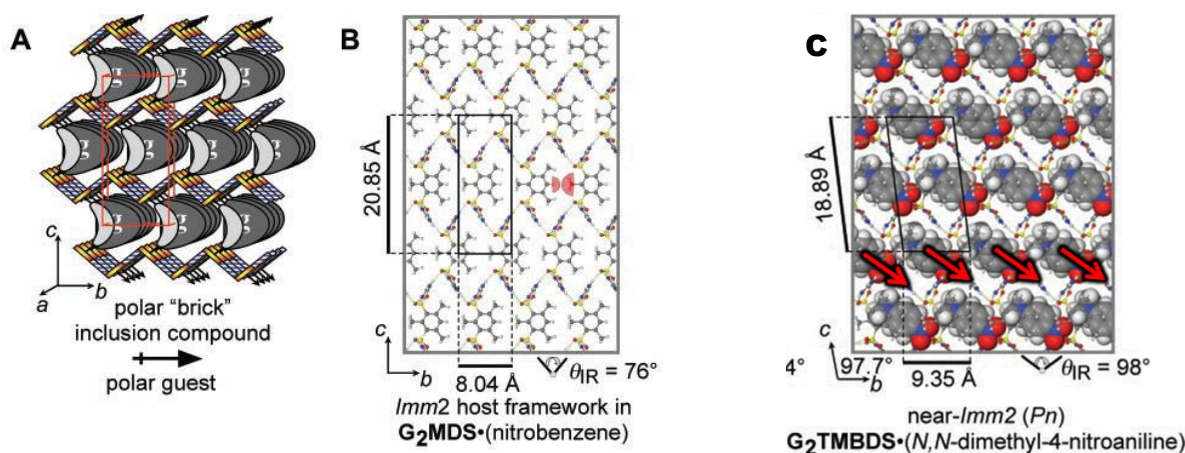 A
g g g
g g g
g g g
c
a
b
polar "brick"
inclusion compound
polar guest
B
20.85 Å
c
b
8.04 Å
θIR = 76°
Imm2 host framework in
G2MDS•(nitrobenzene)
C
18.89 Å
c
4° 97.7°
b
9.35 Å
θIR = 98°
near-Imm2 (Pn)
G2TMBDS•(N,N-dimethyl-4-nitroaniline)